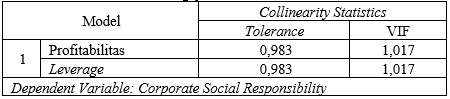 Model Collinearity Statistics
Tolerance VIF
1 Profitabilitas 0,983 1,017
Leverage 0,983 1,017
Dependent Variable: Corporate Social Responsibility